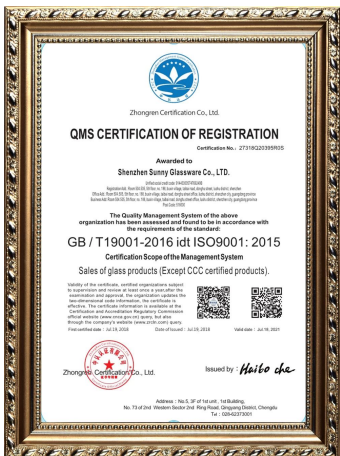 Zhongren Certification Co., Ltd.
QMS CERTIFICATION OF REGISTRATION
Certification No.: 27318Q20395R0S
Awarded to
Shenzhen Sunny Glassware Co., LTD.
The Quality Management System of the above
organization has been assessed and found to be in accordance with
the requirements of the standard:
GB / T19001-2016 idt ISO9001: 2015
Certification Scope of the Management System
Sales of glass products (Except CCC certified products).
Validity of the certificate, certified organizations subject
to supervision and review at least once a year.after the
examination and approval, the organization updates the
two-dimensional code information, the certificate is
effective. The certificate information is available at the
Certification and Accreditation Regulatory Commission
official website (www.cnca.gov.cn) query, but also
through the company's website (www.zrcln.com) query.
First certified date : Jul.19, 2018
Date of Issued : Jul.19, 2018
Valid date : Jul.18, 2021
Zhongren Certification Co., Ltd.
Issued by : Haibo che
Address : No.5, 3F of 1st unit , 1st Building,
No. 73 of 2nd Western Sector 2nd Ring Road, Qingyang District, Chengdu
Tel : 028-62373001